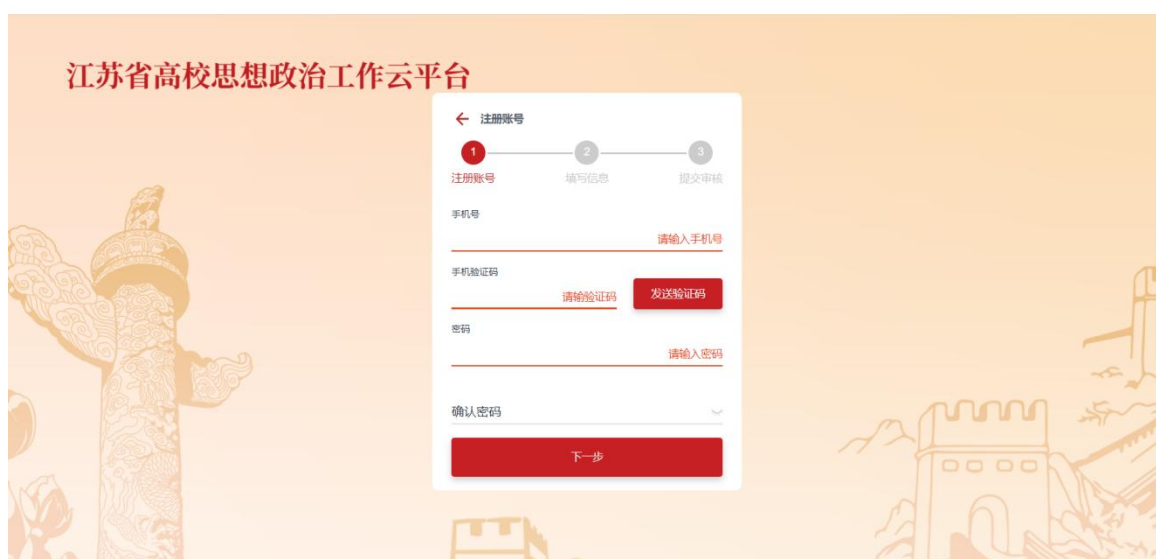 江苏省高校思想政治工作云平台
注册账号
1 2 3
注册账号 填写信息 提交审核
手机号
请输入手机号
手机验证码
请输验证码 发送验证码
密码
请输入密码
确认密码
下一步